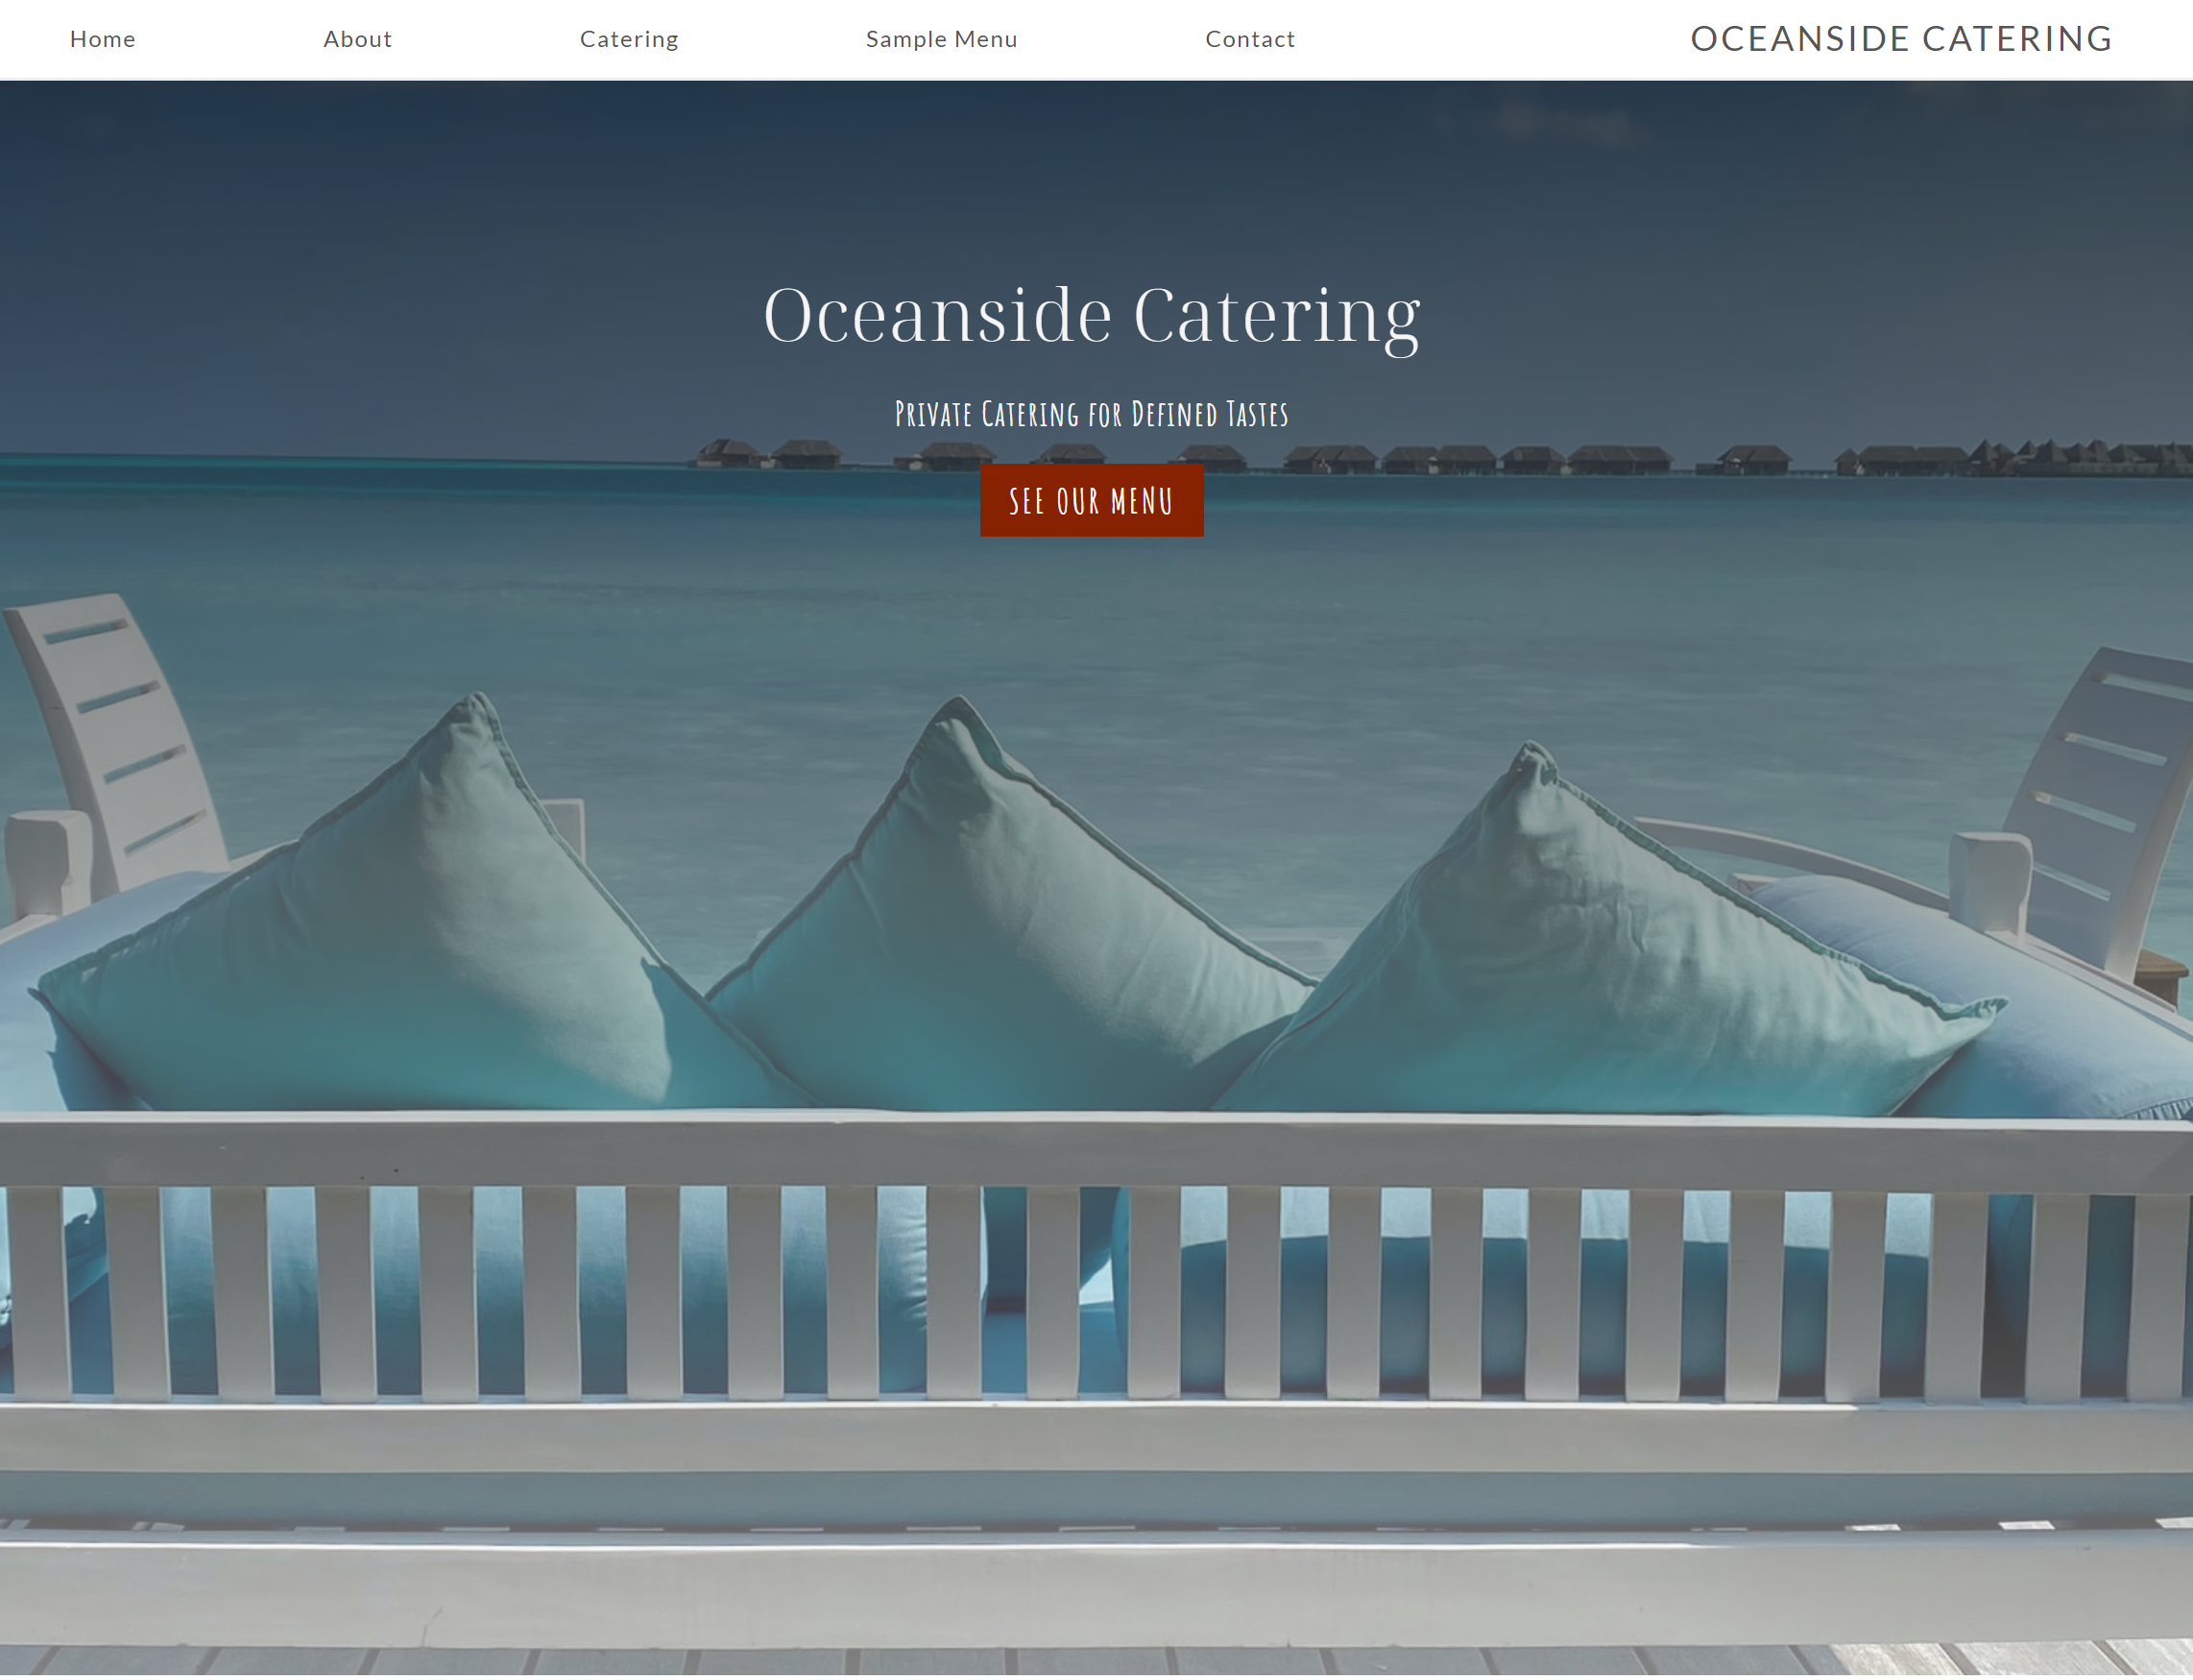 Home About Catering Sample Menu Contact OCEANSIDE CATERING
Oceanside Catering
Private Catering for Defined Tastes
SEE OUR MENU